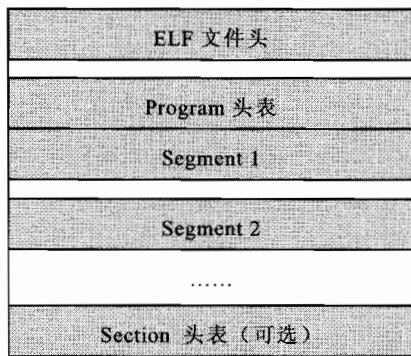 ELF 文件头
Program 头表
Segment 1
Segment 2
……
Section 头表（可选）